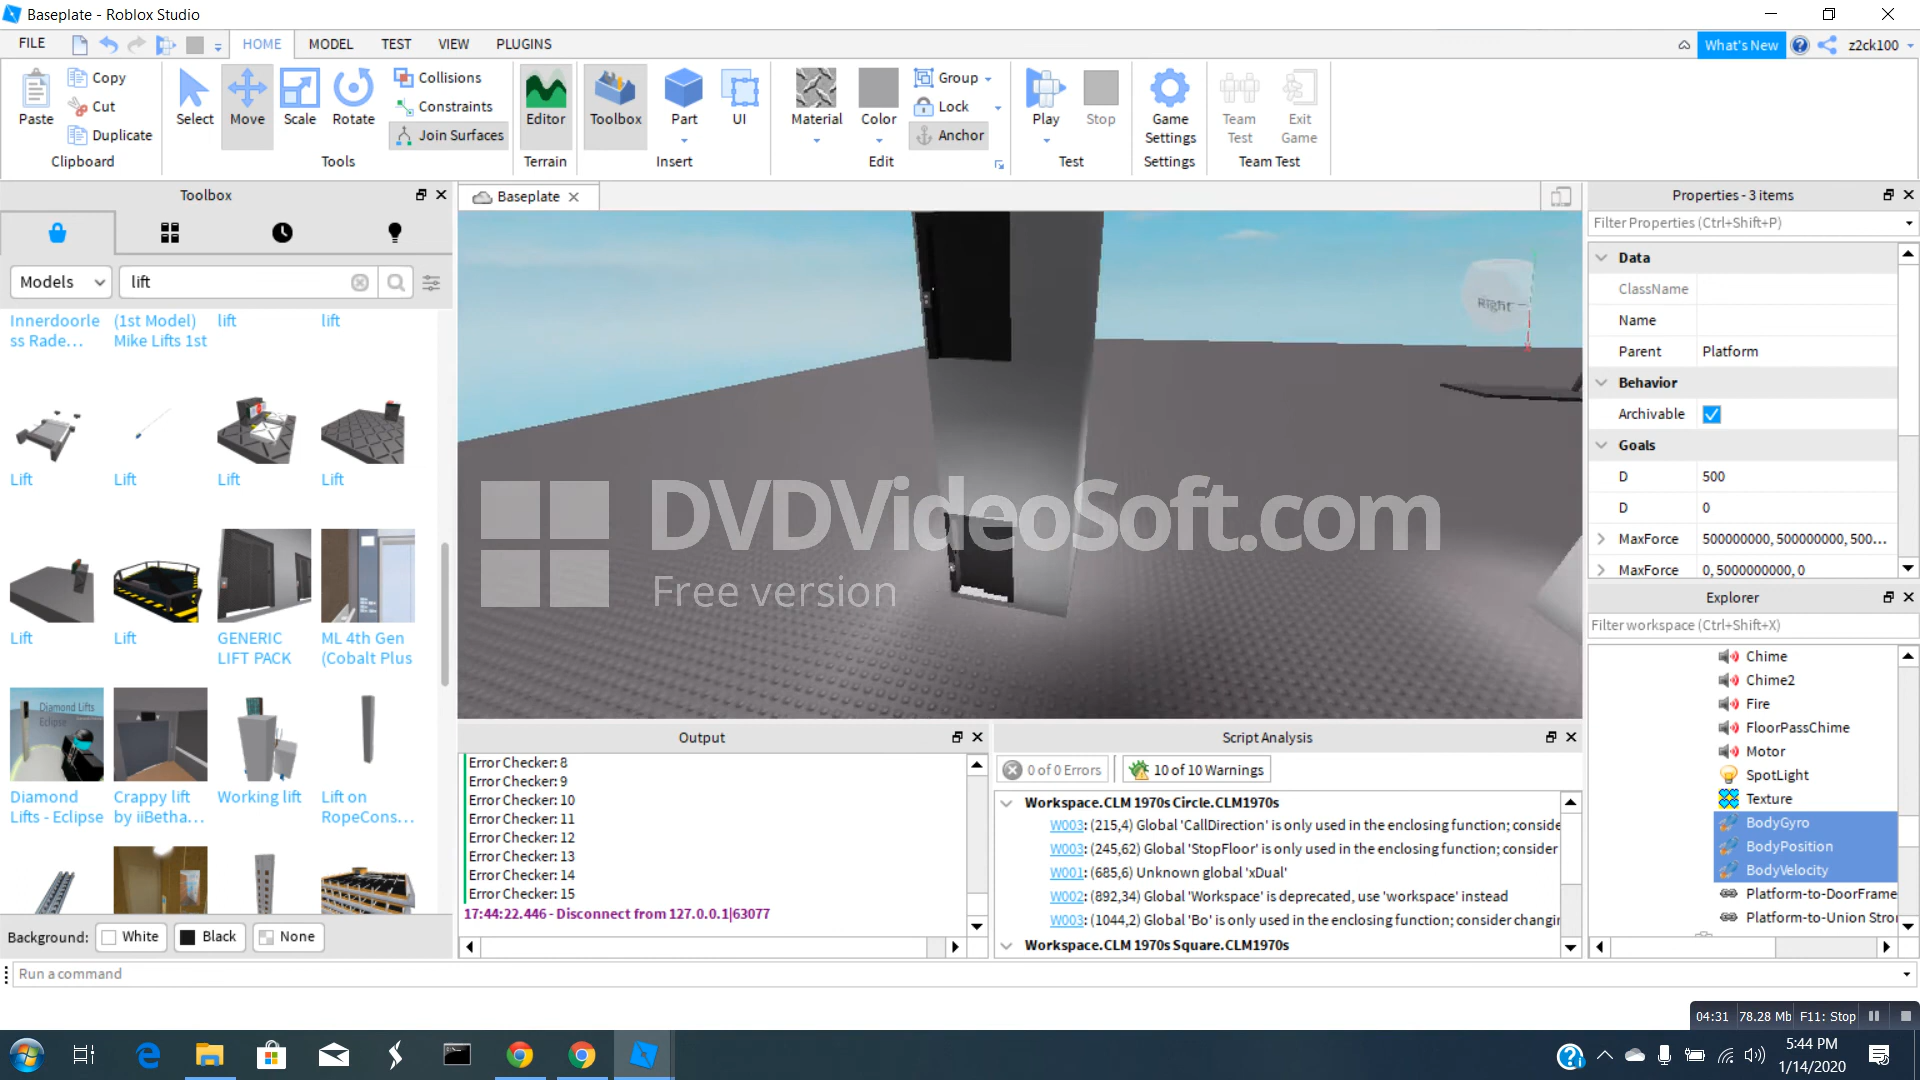 Baseplate - Roblox Studio
FILE
HOME
MODEL
TEST
VIEW
PLUGINS
What's New
z2ck100
Paste
Copy
Cut
Duplicate
Clipboard
Select
Move
Scale
Rotate
Collisions
Constraints
Join Surfaces
Tools
Editor
Terrain
Toolbox
Part
UI
Insert
Material
Color
Group
Lock
Anchor
Edit
Play
Stop
Test
Game
Settings
Settings
Team
Test
Exit
Game
Team Test
Toolbox
Models
lift
Innerdoorle
ss Rade...
(1st Model)
Mike Lifts 1st
lift
lift
Lift
Lift
Lift
Lift
Lift
Lift
GENERIC
LIFT PACK
ML 4th Gen
(Cobalt Plus
Diamond Lifts
Eclipse
Diamond
Lifts - Eclipse
Crappy lift
by iiBetha...
Working lift
Lift on
RopeCons...
Background:
White
Black
None
Run a command
Baseplate
Right
DVDVideoSoft.com
Free version
Output
Error Checker: 8
Error Checker: 9
Error Checker: 10
Error Checker: 11
Error Checker: 12
Error Checker: 13
Error Checker: 14
Error Checker: 15
17:44:22.446 - Disconnect from 127.0.0.1|63077
Script Analysis
0 of 0 Errors
10 of 10 Warnings
Workspace.CLM 1970s Circle.CLM1970s
W003: (215,4) Global 'CallDirection' is only used in the enclosing function; conside
W003: (245,62) Global 'StopFloor' is only used in the enclosing function; consider
W001: (685,6) Unknown global 'xDual'
W002: (892,34) Global 'Workspace' is deprecated, use 'workspace' instead
W003: (1044,2) Global 'Bo' is only used in the enclosing function; consider changin
Workspace.CLM 1970s Square.CLM1970s
Properties - 3 items
Filter Properties (Ctrl+Shift+P)
Data
ClassName
Name
Parent Platform
Behavior
Archivable
Goals
D 500
D 0
MaxForce 500000000, 500000000, 500...
MaxForce 0, 5000000000, 0
Explorer
Filter workspace (Ctrl+Shift+X)
Chime
Chime2
Fire
FloorPassChime
Motor
SpotLight
Texture
BodyGyro
BodyPosition
BodyVelocity
Platform-to-DoorFrame
Platform-to-Union Stron
04:31 78.28 Mb F11: Stop
5:44 PM
1/14/2020